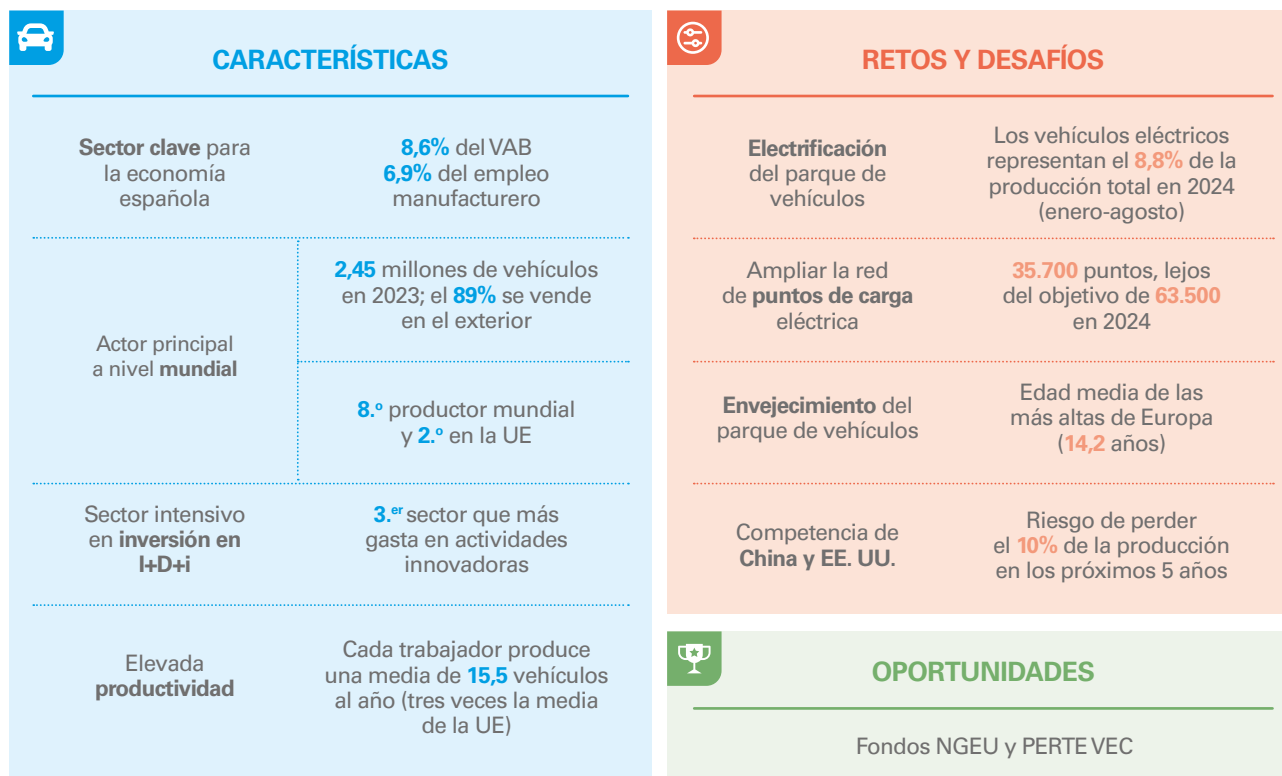 CARACTERÍSTICAS
Sector clave para
la economía
española
8,6% del VAB
6,9% del empleo
manufacturero
Actor principal
a nivel mundial
2,45 millones de vehículos
en 2023; el 89% se vende
en el exterior
8.º productor mundial
y 2.º en la UE
Sector intensivo
en inversión en
I+D+i
3.er sector que más
gasta en actividades
innovadoras
Elevada
productividad
Cada trabajador produce
una media de 15,5 vehículos
al año (tres veces la media
de la UE)
RETOS Y DESAFÍOS
Electrificación
del parque de
vehículos
Los vehículos eléctricos
representan el 8,8% de la
producción total en 2024
(enero-agosto)
Ampliar la red
de puntos de carga
eléctrica
35.700 puntos, lejos
del objetivo de 63.500
en 2024
Envejecimiento del
parque de vehículos
Edad media de las
más altas de Europa
(14,2 años)
Competencia de
China y EE. UU.
Riesgo de perder
el 10% de la producción
en los próximos 5 años
OPORTUNIDADES
Fondos NGEU y PERTE VEC